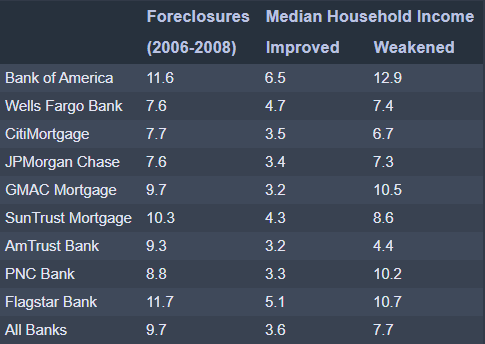 Foreclosures Median Household Income
(2006-2008) Improved Weakened
Bank of America 11.6 6.5 12.9
Wells Fargo Bank 7.6 4.7 7.4
CitiMortgage 7.7 3.5 6.7
JPMorgan Chase 7.6 3.4 7.3
GMAC Mortgage 9.7 3.2 10.5
SunTrust Mortgage 10.3 4.3 8.6
AmTrust Bank 9.3 3.2 4.4
PNC Bank 8.8 3.3 10.2
Flagstar Bank 11.7 5.1 10.7
All Banks 9.7 3.6 7.7